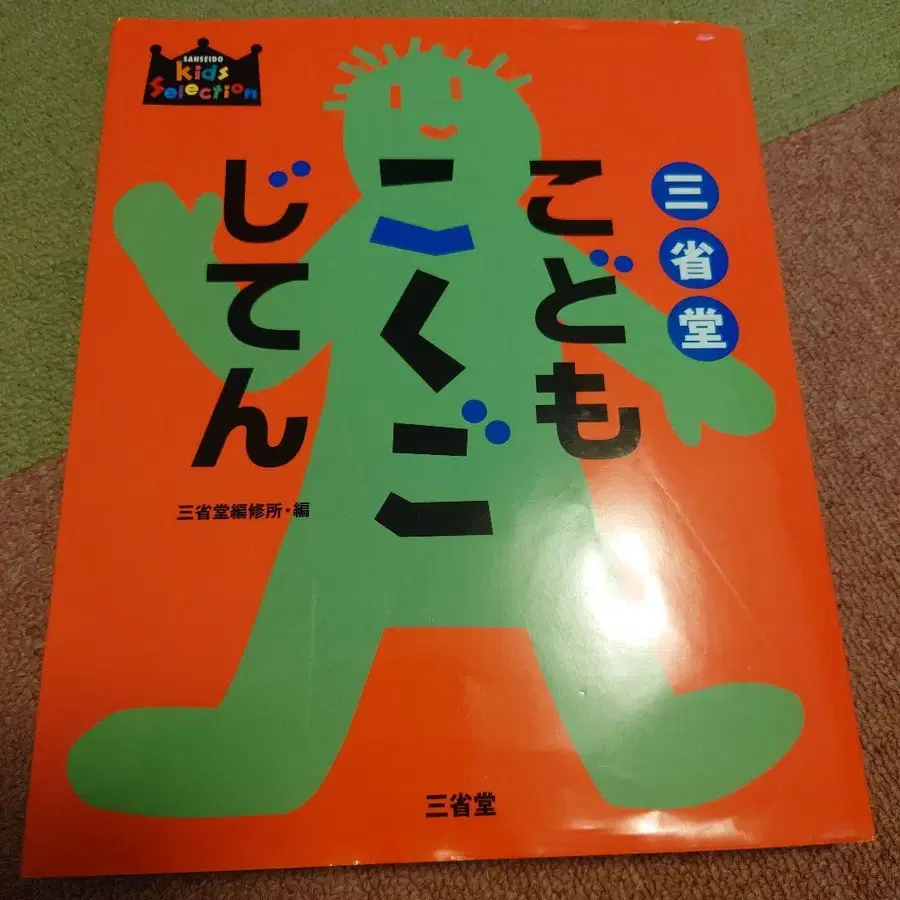 SANSEIDO
Kids
Selection
三省堂
こども
こくご
じてん
三省堂編修所・編
三省堂